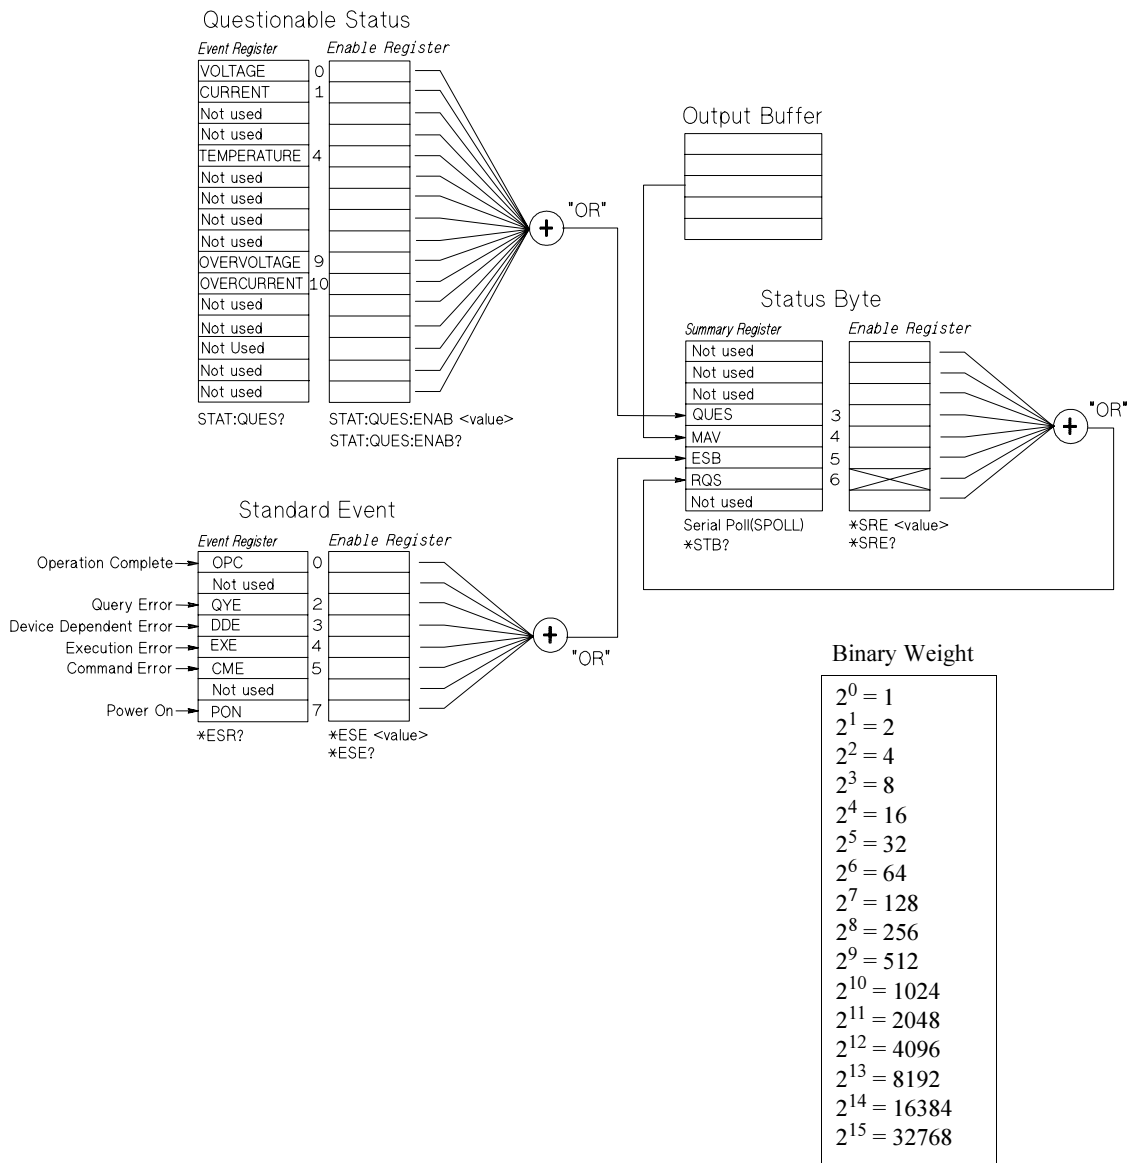 Questionable Status
Event Register Enable Register
VOLTAGE 0
CURRENT 1
Not used
Not used
TEMPERATURE 4
Not used
Not used
Not used
Not used
OVERVOLTAGE 9
OVERCURRENT 10
Not used
Not used
Not Used
Not used
Not used
STAT:QUES? STAT:QUES:ENAB <value>
STAT:QUES:ENAB?
+ "OR"
Output Buffer
Status Byte
Summary Register Enable Register
Not used
Not used
Not used
QUES 3
MAV 4
ESB 5
RQS 6
Not used
Serial Poll(SPOLL) *SRE <value>
*STB? *SRE?
+ "OR"
Standard Event
Event Register Enable Register
Operation Complete OPC 0
Not used
Query Error QYE 2
Device Dependent Error DDE 3
Execution Error EXE 4
Command Error CME 5
Not used
Power On PON 7
*ESR? *ESE <value>
*ESE?
+ "OR"
Binary Weight
2^0 = 1
2^1 = 2
2^2 = 4
2^3 = 8
2^4 = 16
2^5 = 32
2^6 = 64
2^7 = 128
2^8 = 256
2^9 = 512
2^10 = 1024
2^11 = 2048
2^12 = 4096
2^13 = 8192
2^14 = 16384
2^15 = 32768